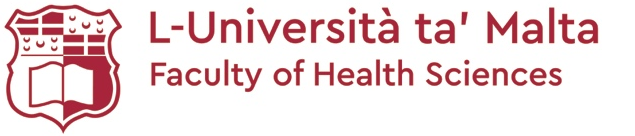 L-Università ta' Malta
Faculty of Health Sciences